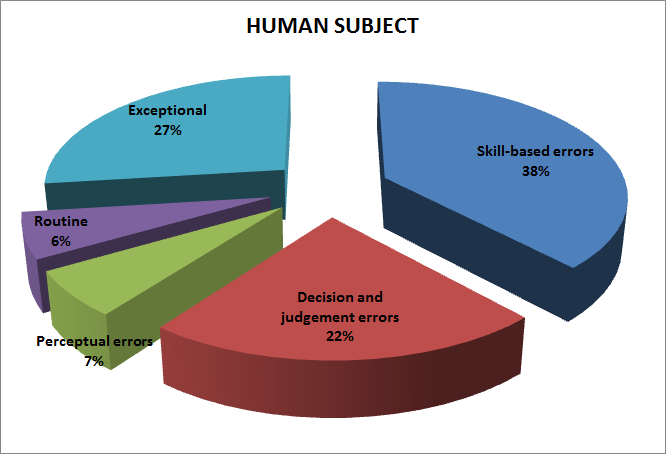 HUMAN SUBJECT
Exceptional
27%
Skill-based errors
38%
Routine
6%
Decision and
judgement errors
22%
Perceptual errors
7%